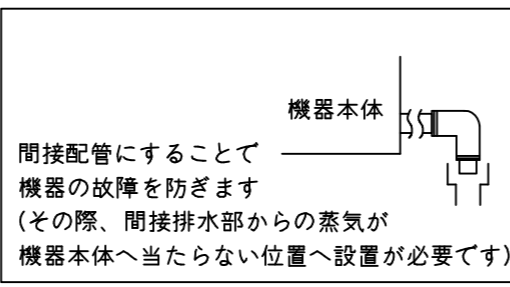 機器本体
間接配管にすることで
機器の故障を防ぎます
(その際、間接排水部からの蒸気が
機器本体へ当たらない位置へ設置が必要です)